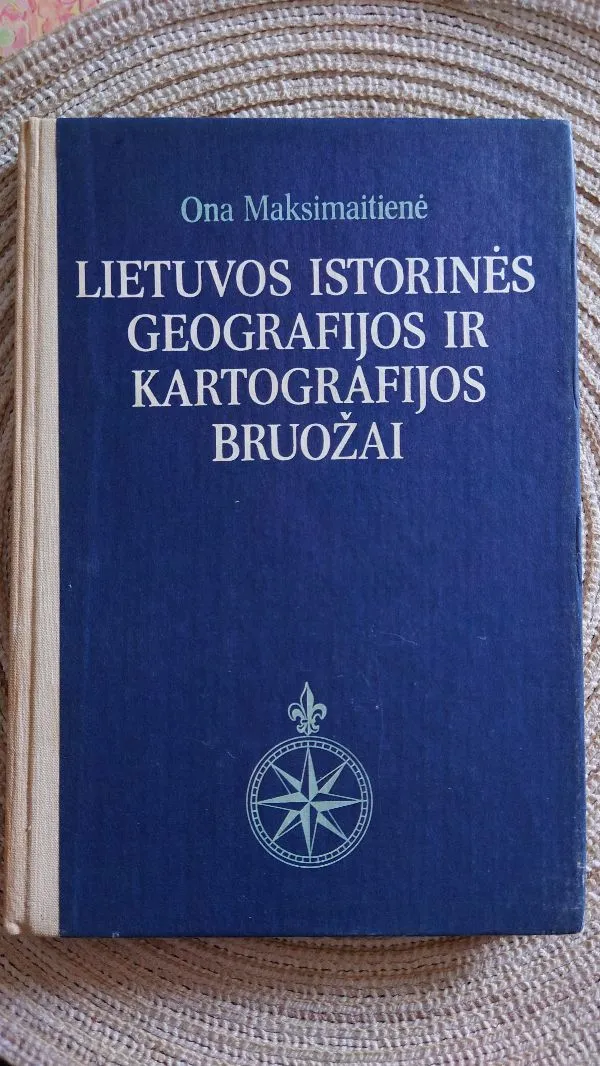 Ona Maksimaitienė
LIETUVOS ISTORINĖS
GEOGRAFIJOS IR
KARTOGRAFIJOS
BRUOŽAI